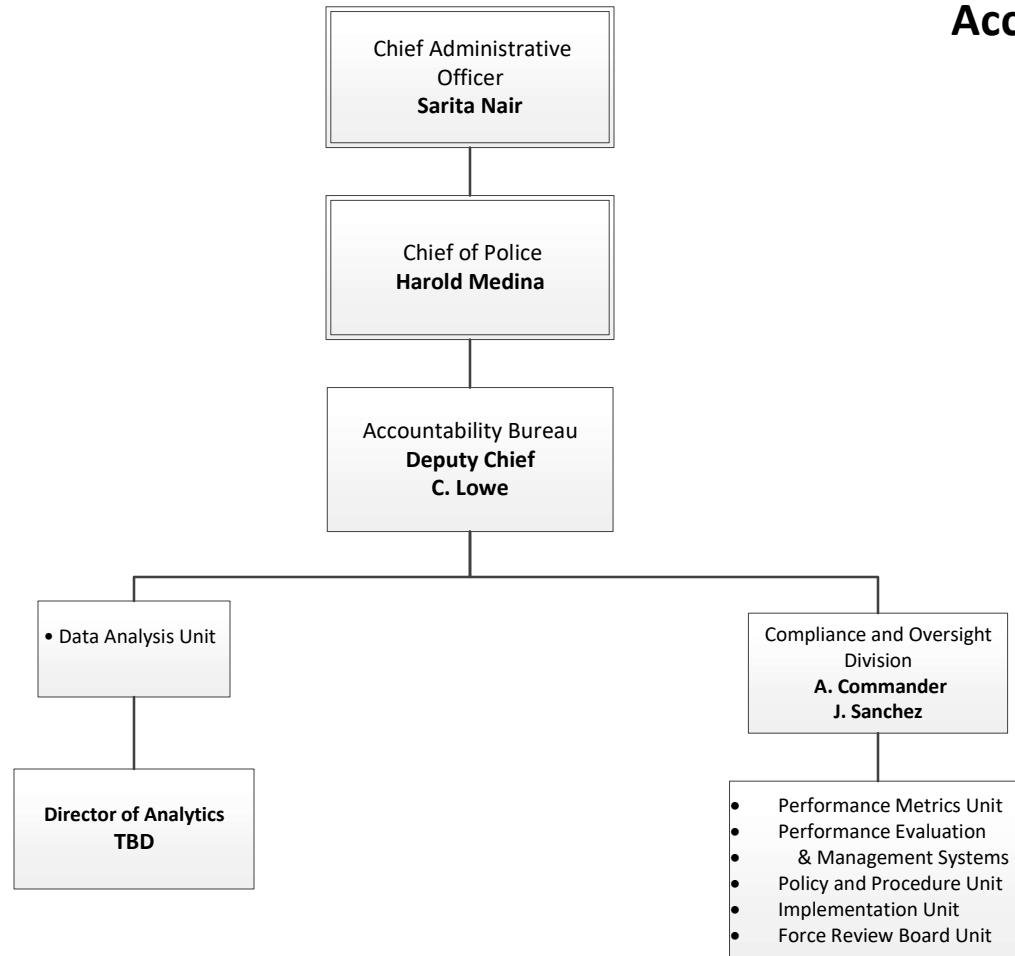 Acc
Chief Administrative
Officer
Sarita Nair
Chief of Police
Harold Medina
Accountability Bureau
Deputy Chief
C. Lowe
• Data Analysis Unit
Director of Analytics
TBD
Compliance and Oversight
Division
A. Commander
J. Sanchez
• Performance Metrics Unit
• Performance Evaluation
• & Management Systems
• Policy and Procedure Unit
• Implementation Unit
• Force Review Board Unit